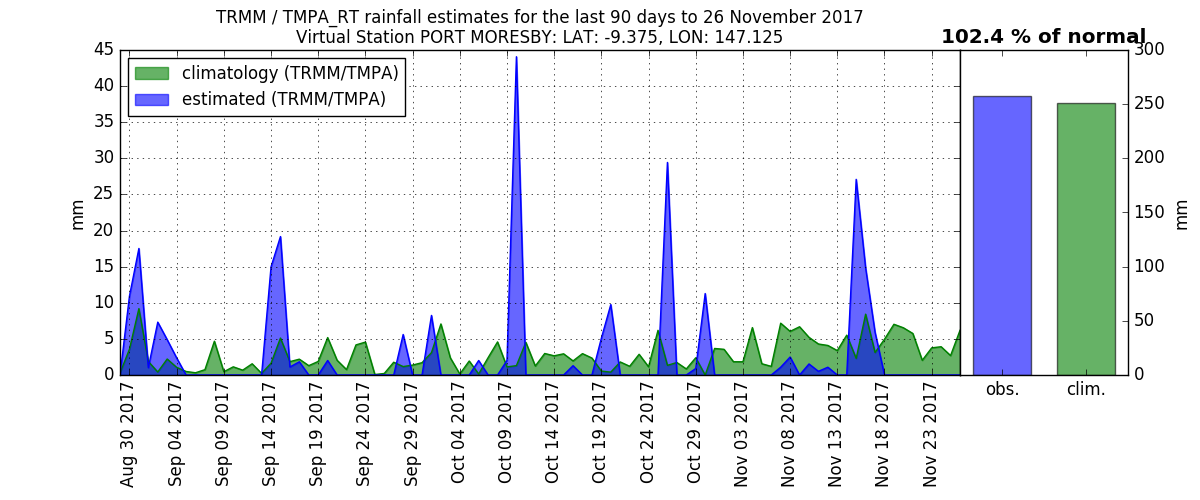 TRMM / TMPA_RT rainfall estimates for the last 90 days to 26 November 2017
Virtual Station PORT MORESBY: LAT: -9.375, LON: 147.125
102.4 % of normal
climatology (TRMM/TMPA)
estimated (TRMM/TMPA)
mm
45
40
35
30
25
20
15
10
5
0
Aug 30 2017
Sep 04 2017
Sep 09 2017
Sep 14 2017
Sep 19 2017
Sep 24 2017
Sep 29 2017
Oct 04 2017
Oct 09 2017
Oct 14 2017
Oct 19 2017
Oct 24 2017
Oct 29 2017
Nov 03 2017
Nov 08 2017
Nov 13 2017
Nov 18 2017
Nov 23 2017
300
250
200
150
100
50
0
mm
obs.
clim.